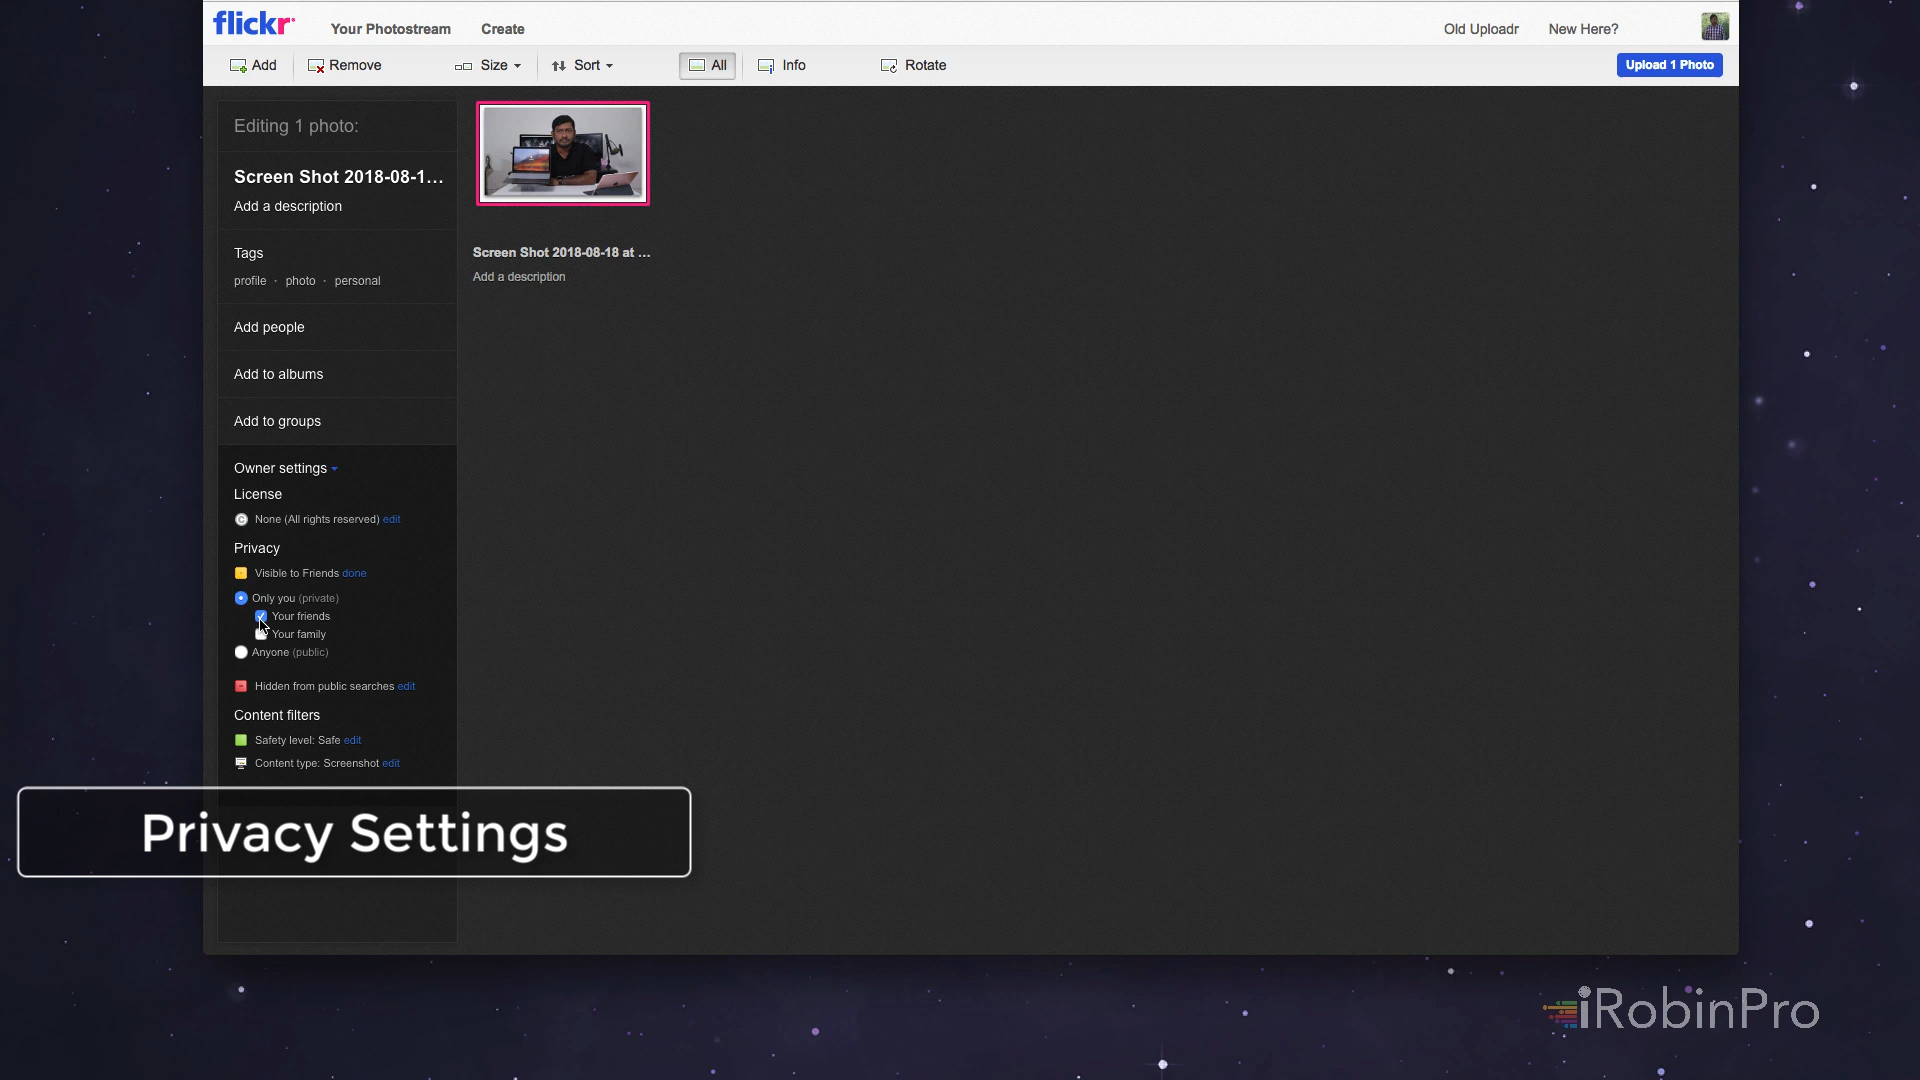 flickr
Your Photostream Create Old Uploadr New Here?
Add Remove Size Sort All Info Rotate Upload 1 Photo
Editing 1 photo:
Screen Shot 2018-08-1...
Add a description
Tags
profile · photo · personal
Add people
Add to albums
Add to groups
Owner settings
License
None (All rights reserved) edit
Privacy
Visible to Friends done
Only you (private)
Your friends
Your family
Anyone (public)
Hidden from public searches edit
Content filters
Safety level: Safe edit
Content type: Screenshot edit
Screen Shot 2018-08-18 at ...
Add a description
Privacy Settings
iRobinPro